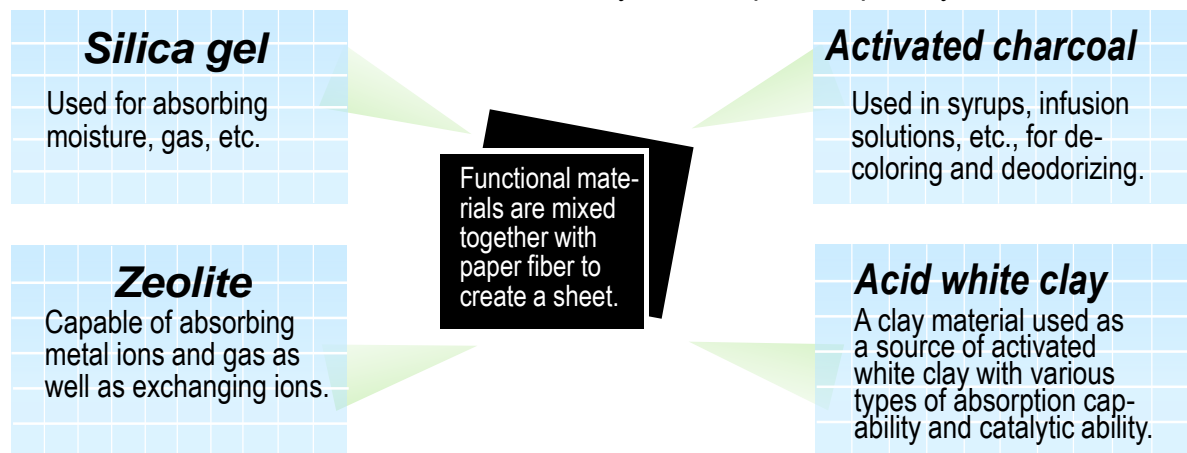 Silica gel
Used for absorbing
moisture, gas, etc.
Activated charcoal
Used in syrups, infusion
solutions, etc., for de-
coloring and deodorizing.
Functional mate-
rials are mixed
together with
paper fiber to
create a sheet.
Zeolite
Capable of absorbing
metal ions and gas as
well as exchanging ions.
Acid white clay
A clay material used as
a source of activated
white clay with various
types of absorption cap-
ability and catalytic ability.